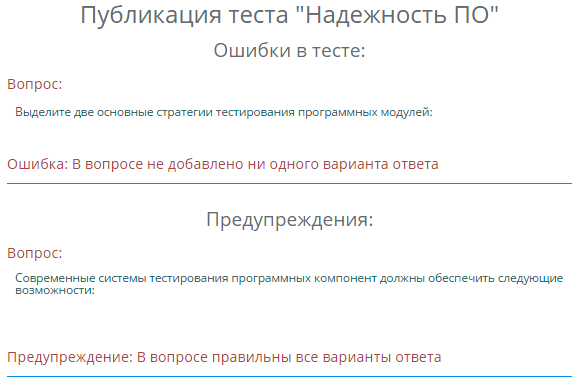 Публикация теста "Надежность ПО"
Ошибки в тесте:
Вопрос:
Выделите две основные стратегии тестирования программных модулей:
Ошибка: В вопросе не добавлено ни одного варианта ответа
Предупреждения:
Вопрос:
Современные системы тестирования программных компонент должны обеспечить следующие
возможности:
Предупреждение: В вопросе правильны все варианты ответа